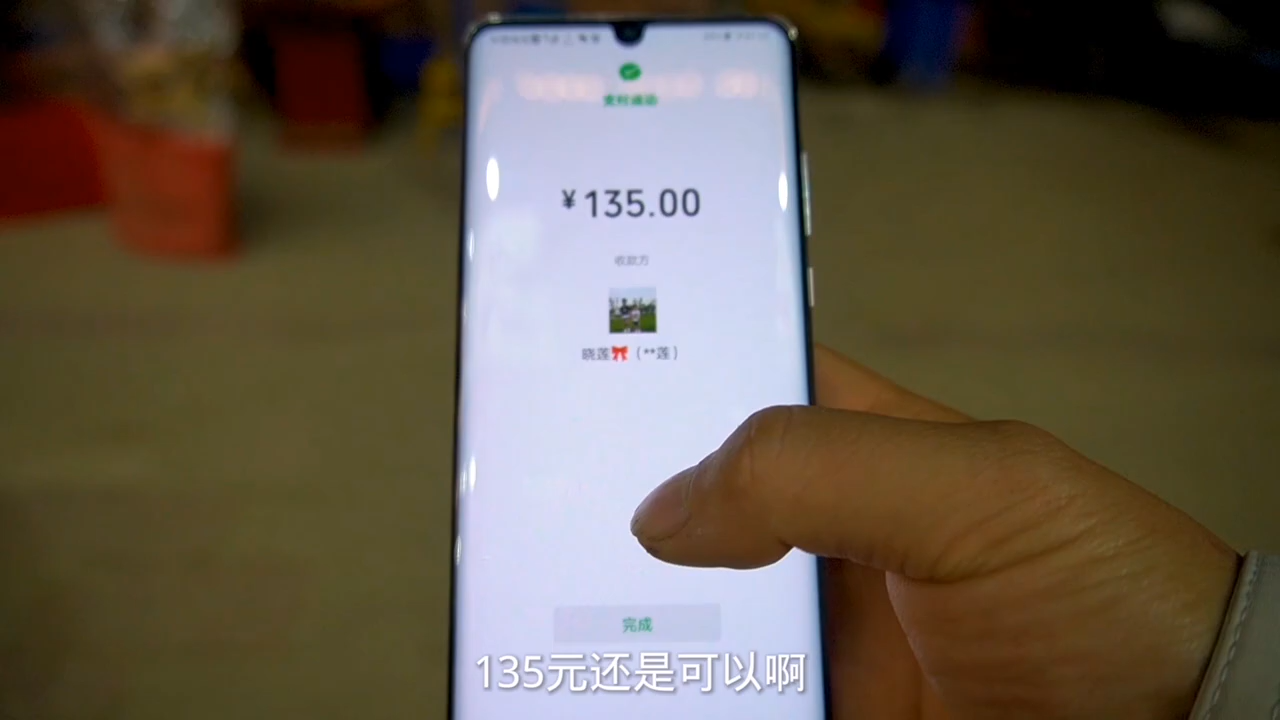 支付成功
¥135.00
收款方
晓莲🎀 (**莲)
完成
135元还是可以啊